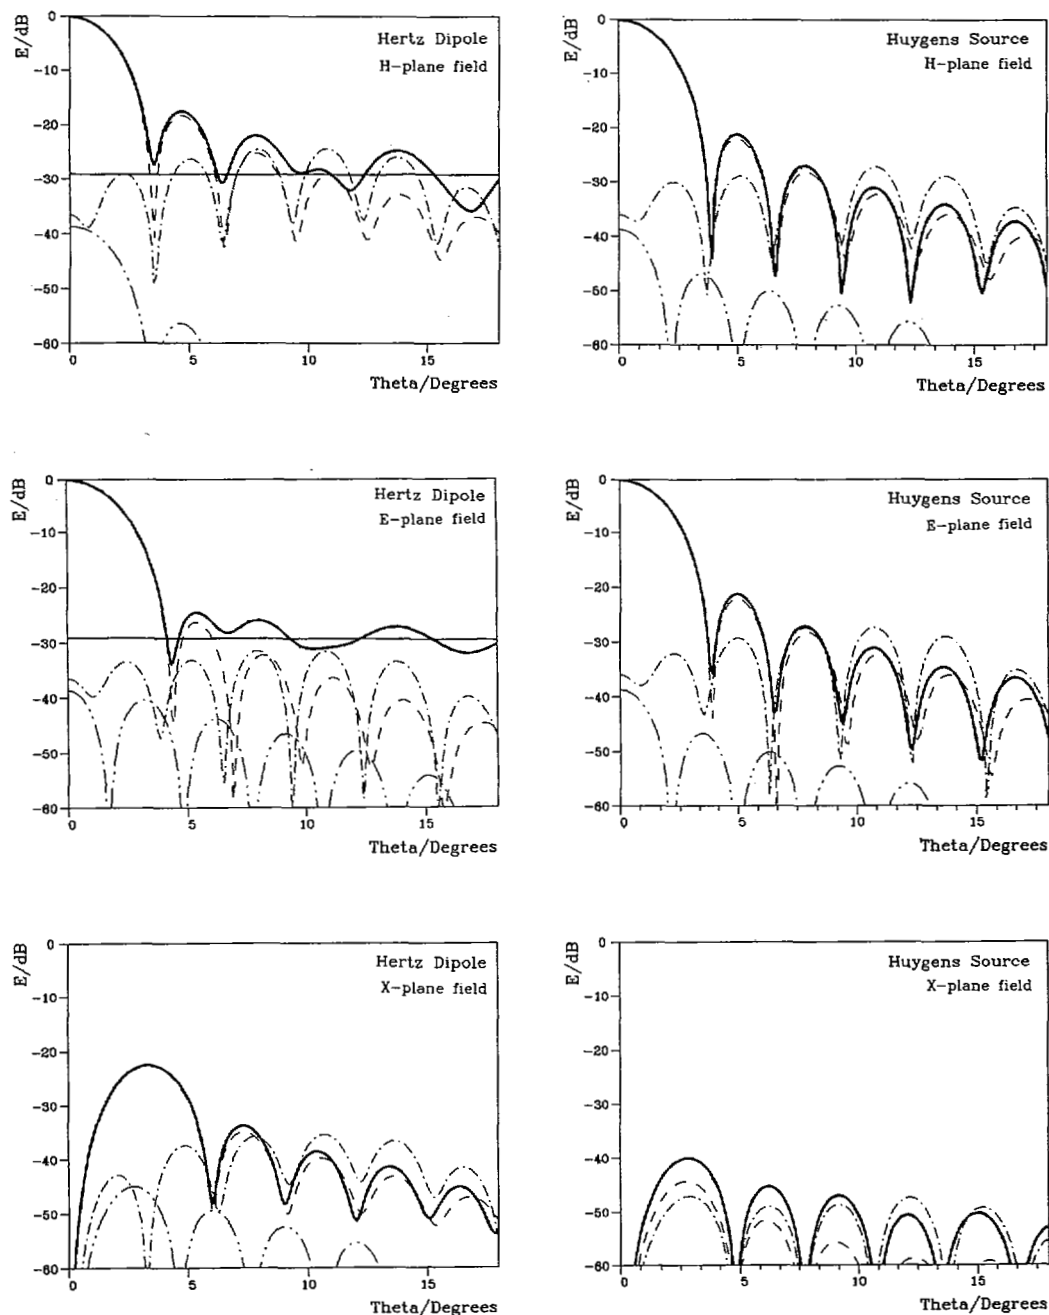 E/dB
0
-10
-20
-30
-40
-50
-60
Hertz Dipole
H-plane field
0
5
10
15
Theta/Degrees
E/dB
0
-10
-20
-30
-40
-50
-60
Huygens Source
H-plane field
0
5
10
15
Theta/Degrees
E/dB
0
-10
-20
-30
-40
-50
-60
Hertz Dipole
E-plane field
0
5
10
15
Theta/Degrees
E/dB
0
-10
-20
-30
-40
-50
-60
Huygens Source
E-plane field
0
5
10
15
Theta/Degrees
E/dB
0
-10
-20
-30
-40
-50
-60
Hertz Dipole
X-plane field
0
5
10
15
Theta/Degrees
E/dB
0
-10
-20
-30
-40
-50
-60
Huygens Source
X-plane field
0
5
10
15
Theta/Degrees